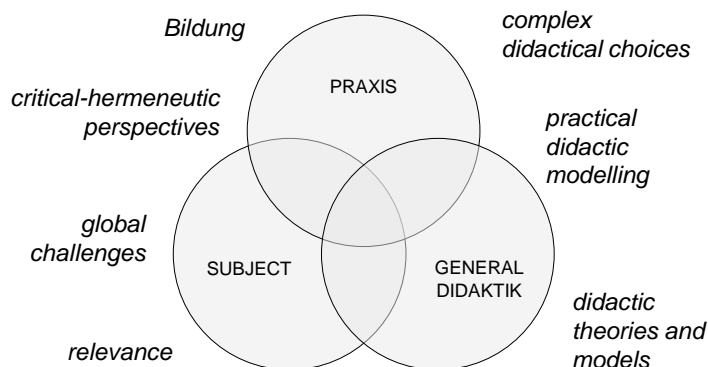 Bildung
complex
didactical choices
PRAXIS
critical-hermeneutic
perspectives
practical
didactic
modelling
global
challenges
SUBJECT
GENERAL
DIDAKTIK
didactic
theories and
models
relevance